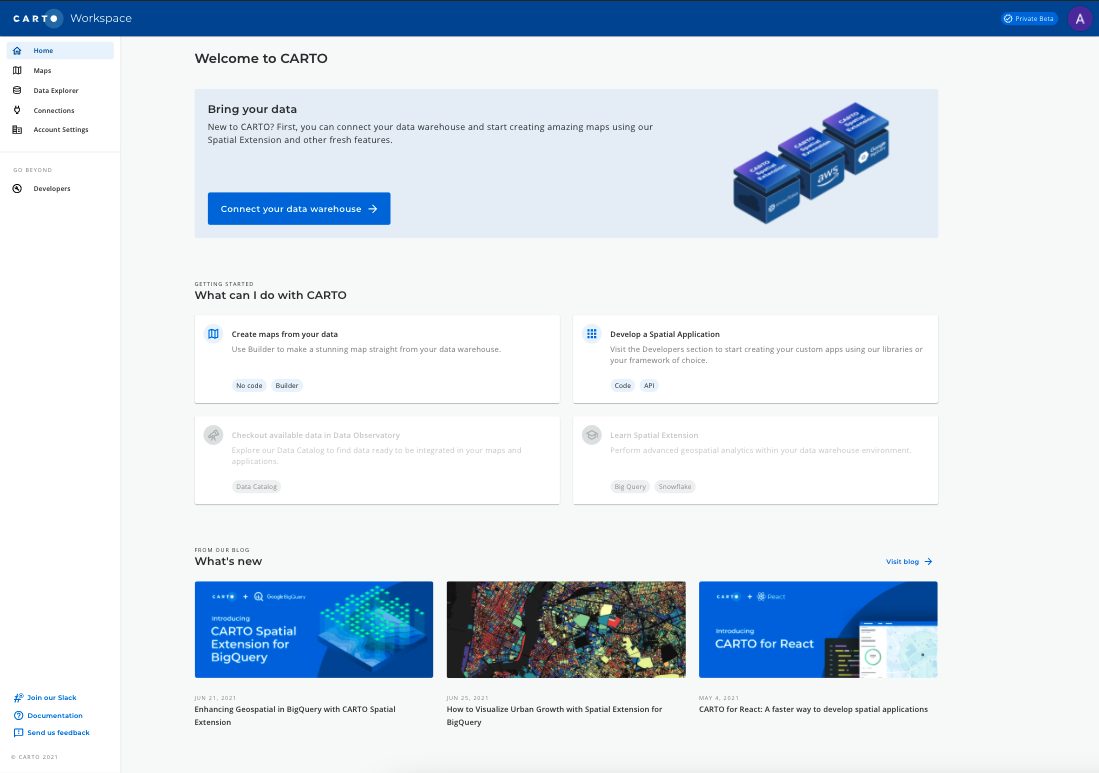 CARTO Workspace
Private Beta
A
Home
Maps
Data Explorer
Connections
Account Settings
GO BEYOND
Developers
Join our Slack
Documentation
Send us feedback
© CARTO 2021
Welcome to CARTO
Bring your data
New to CARTO? First, you can connect your data warehouse and start creating amazing maps using our
Spatial Extension and other fresh features.
Connect your data warehouse
CARTO
Spatial
Extension
CARTO
Spatial
Extension
aws
CARTO
Spatial
Extension
Google
GETTING STARTED
What can I do with CARTO
Create maps from your data
Use Builder to make a stunning map straight from your data warehouse.
No code
Builder
Develop a Spatial Application
Visit the Developers section to start creating your custom apps using our libraries or
your framework of choice.
Code
API
Checkout available data in Data Observatory
Explore our Data Catalog to find data ready to be integrated in your maps and
applications.
Data Catalog
Learn Spatial Extension
Perform advanced geospatial analytics within your data warehouse environment.
Big Query
Snowflake
FROM OUR BLOG
What's new
Visit blog
CARTO + Google BigQuery
Introducing
CARTO Spatial
Extension for
BigQuery
JUN 21, 2021
Enhancing Geospatial in BigQuery with CARTO Spatial
Extension
JUN 25, 2021
How to Visualize Urban Growth with Spatial Extension for
BigQuery
CARTO + React
Introducing
CARTO for React
MAY 4, 2021
CARTO for React: A faster way to develop spatial applications